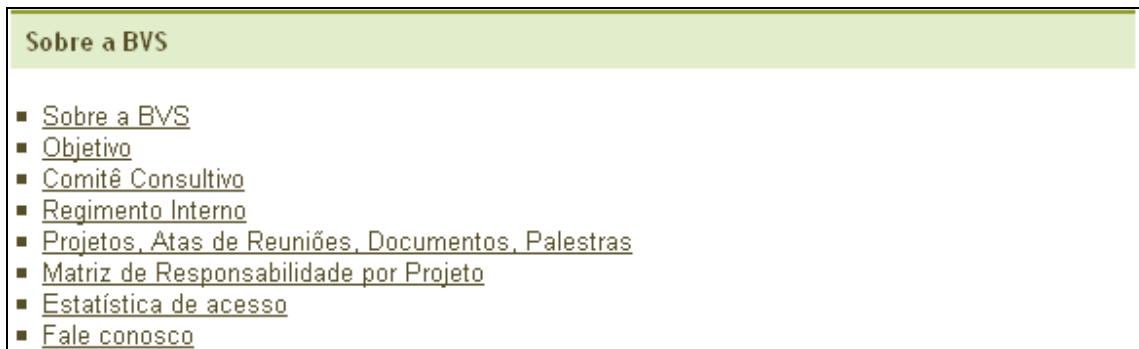 Sobre a BVS
Sobre a BVS
Objetivo
Comitê Consultivo
Regimento Interno
Projetos, Atas de Reuniões, Documentos, Palestras
Matriz de Responsabilidade por Projeto
Estatística de acesso
Fale conosco